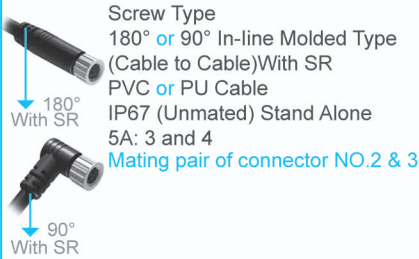 Screw Type
180° or 90° In-line Molded Type
(Cable to Cable)With SR
PVC or PU Cable
IP67 (Unmated) Stand Alone
5A: 3 and 4
Mating pair of connector NO.2 & 3
180°
With SR
90°
With SR